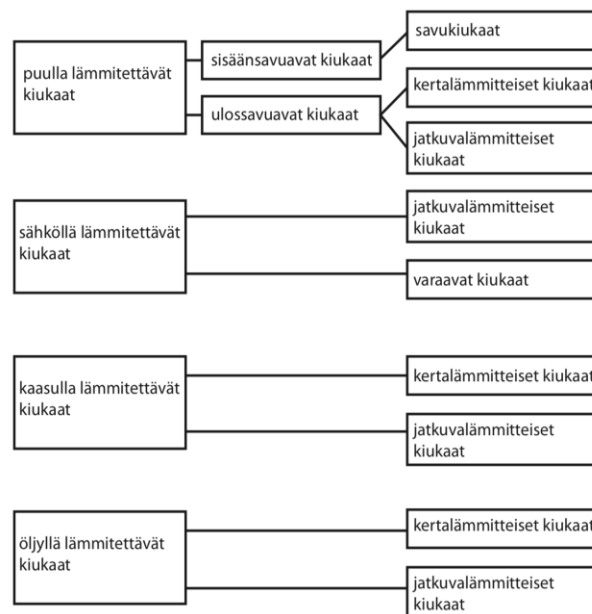 puulla lämmitettävät
kiukaat
sisäänsavuavat kiukaat
savukiukaat
ulossavuavat kiukaat
kertalämmitteiset kiukaat
jatkuvalämmitteiset
kiukaat
sähköllä lämmitettävät
kiukaat
jatkuvalämmitteiset
kiukaat
varaavat kiukaat
kaasulla lämmitettävät
kiukaat
kertalämmitteiset kiukaat
jatkuvalämmitteiset
kiukaat
öljyllä lämmitettävät
kiukaat
kertalämmitteiset kiukaat
jatkuvalämmitteiset
kiukaat